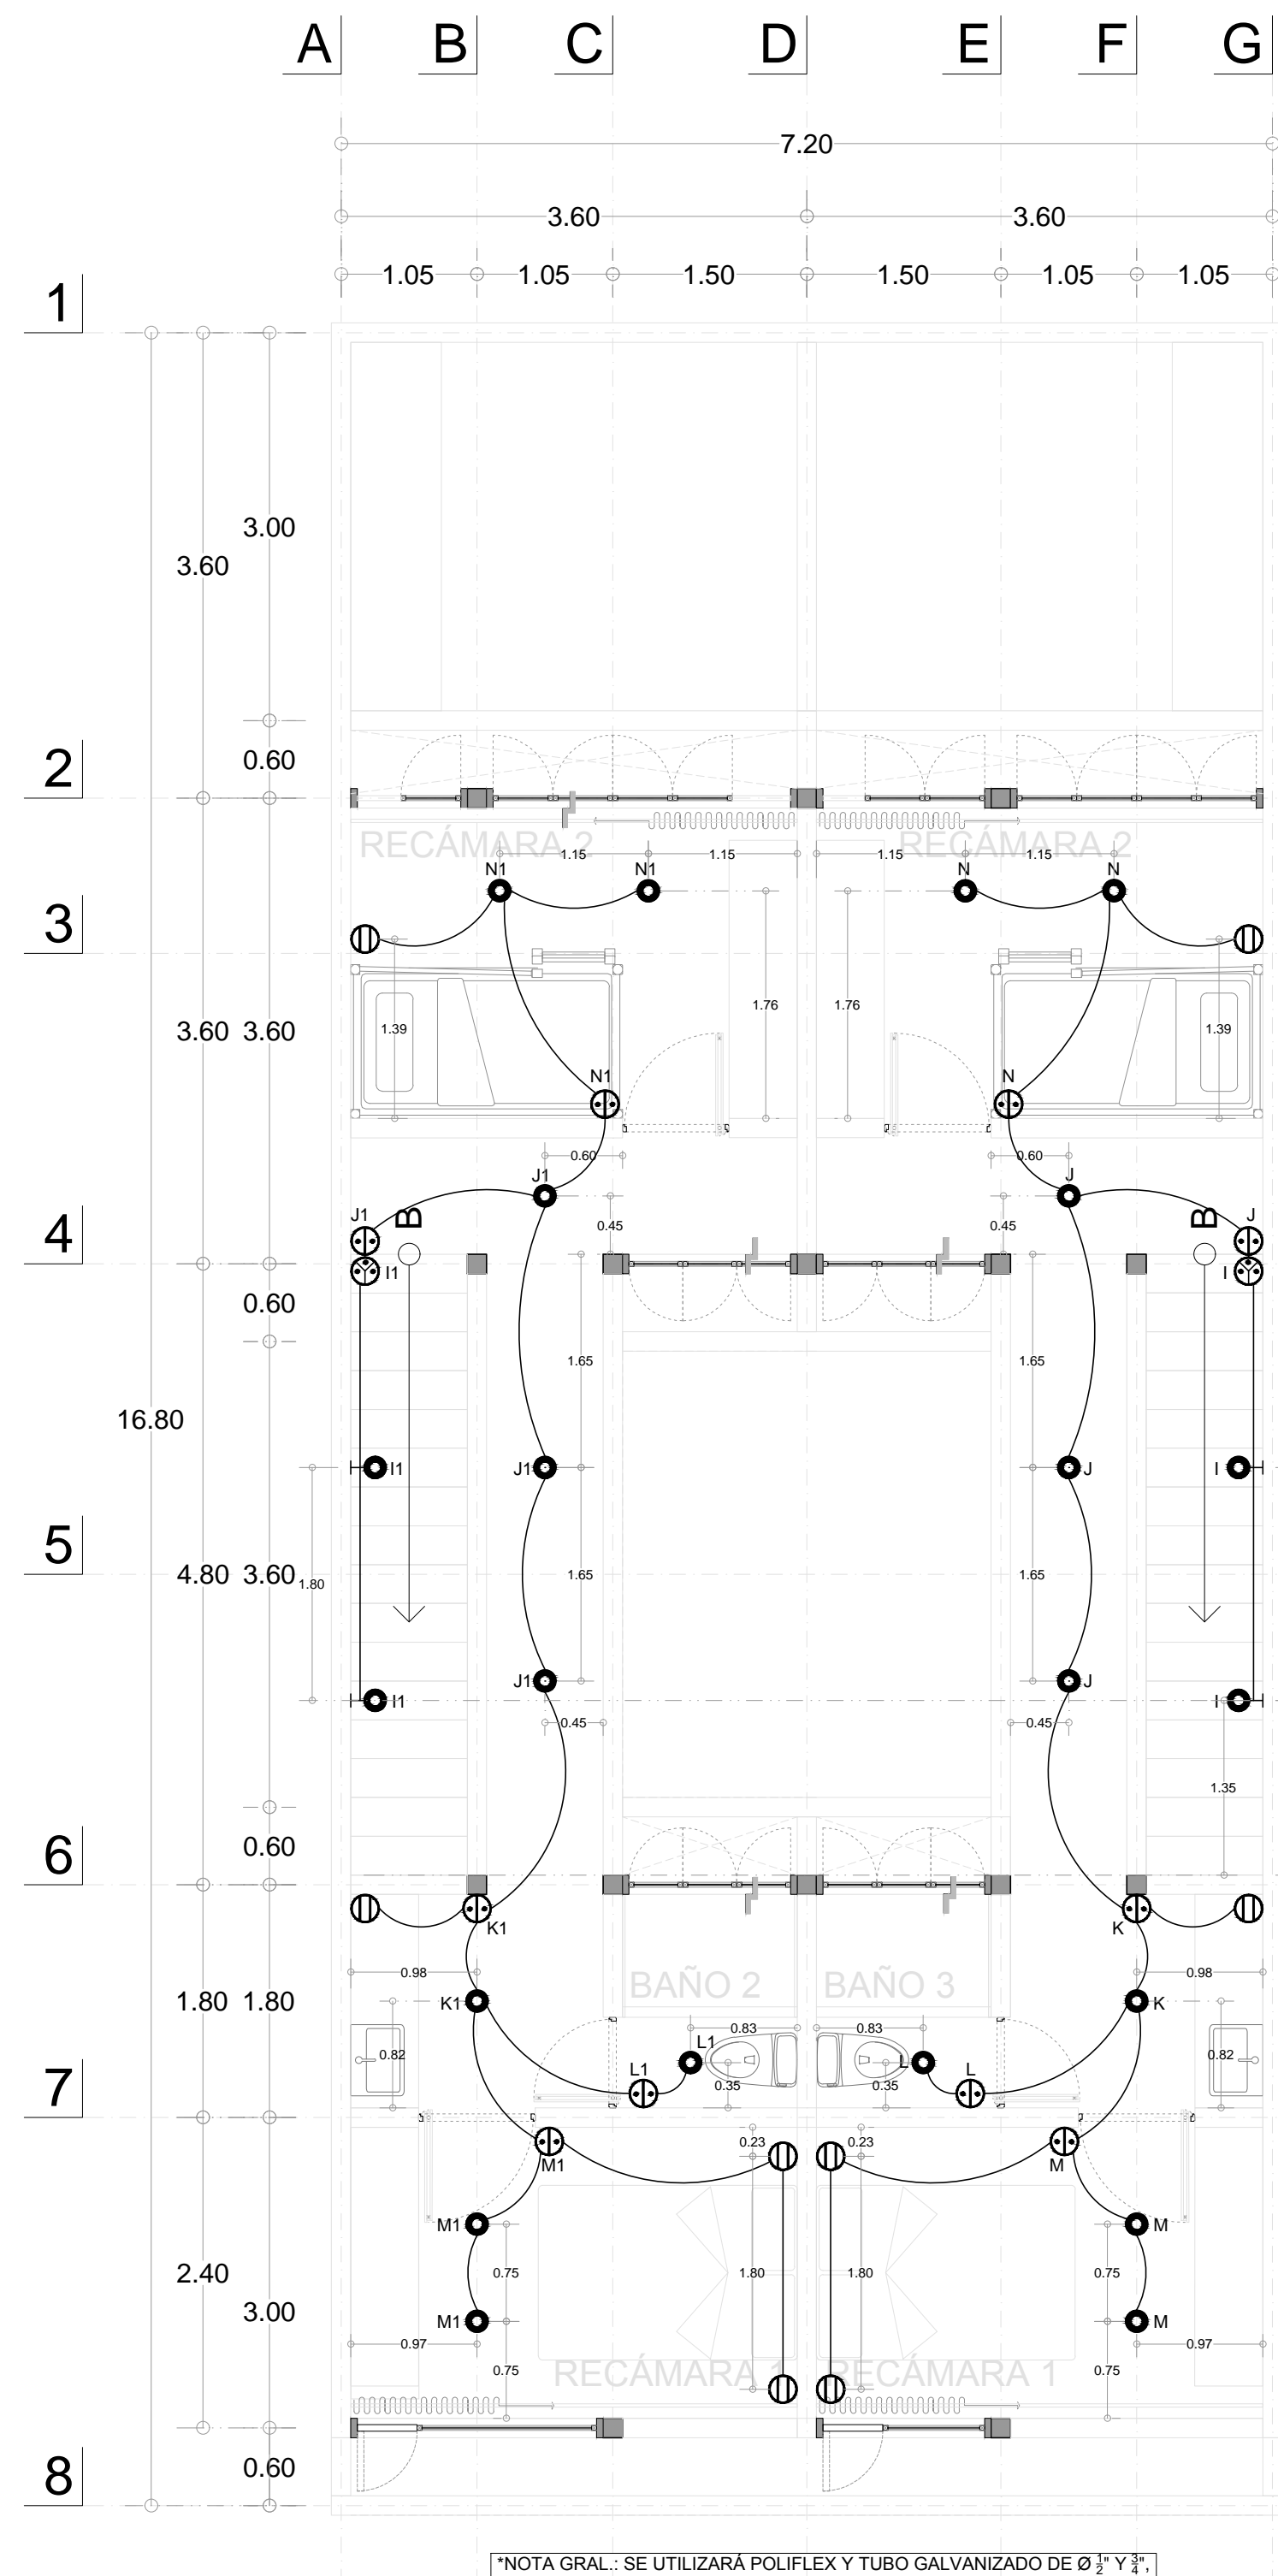 A B C D E F G
7.20
3.60 3.60
1.05 1.05 1.50 1.50 1.05 1.05
1
3.00
3.60
2
0.60
RECÁMARA 2 RECÁMARA 2
1.15 1.15 1.15 1.15
N1 N1 N N
3
1.76 1.76
1.39 1.39
3.60 3.60
N1 N
0.60 0.60
J1 J
J1 B 0.45 0.45 B J
4
I1 I
0.60
1.65 1.65
16.80
I1 J1 J I
5
4.80 3.60 1.80
1.65 1.65
J1 J
I1 I
0.45 0.45
1.35
6
0.60
K1 K
0.98 BAÑO 2 BAÑO 3 0.98
1.80 1.80
K1 K
0.83 0.83
L1 L
0.82 0.82
L1 L
7
0.35 0.35
0.23 0.23
M1 M
M1 M
2.40
0.75 1.80 1.80 0.75
3.00
M1 M
0.97 0.97
0.75 RECÁMARA 1 RECÁMARA 1 0.75
8
0.60
*NOTA GRAL.: SE UTILIZARÁ POLIFLEX Y TUBO GALVANIZADO DE Ø ½" Y ¾",